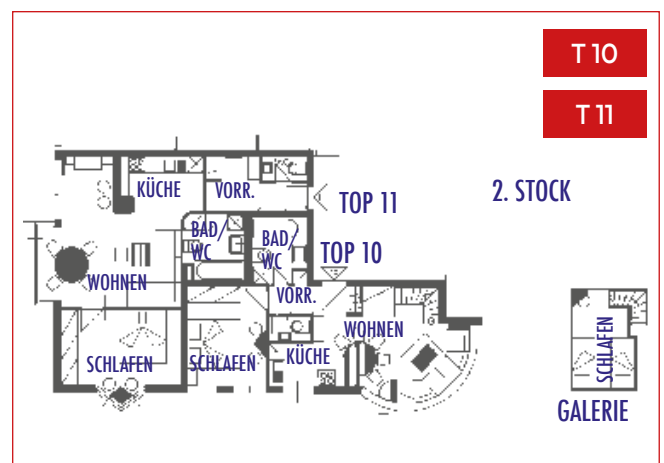 T 10
T 11
2. STOCK
KÜCHE
VORR.
TOP 11
BAD/
WC
BAD/
WC
TOP 10
WOHNEN
VORR.
WOHNEN
SCHLAFEN
SCHLAFEN
KÜCHE
SCHLAFEN
GALERIE